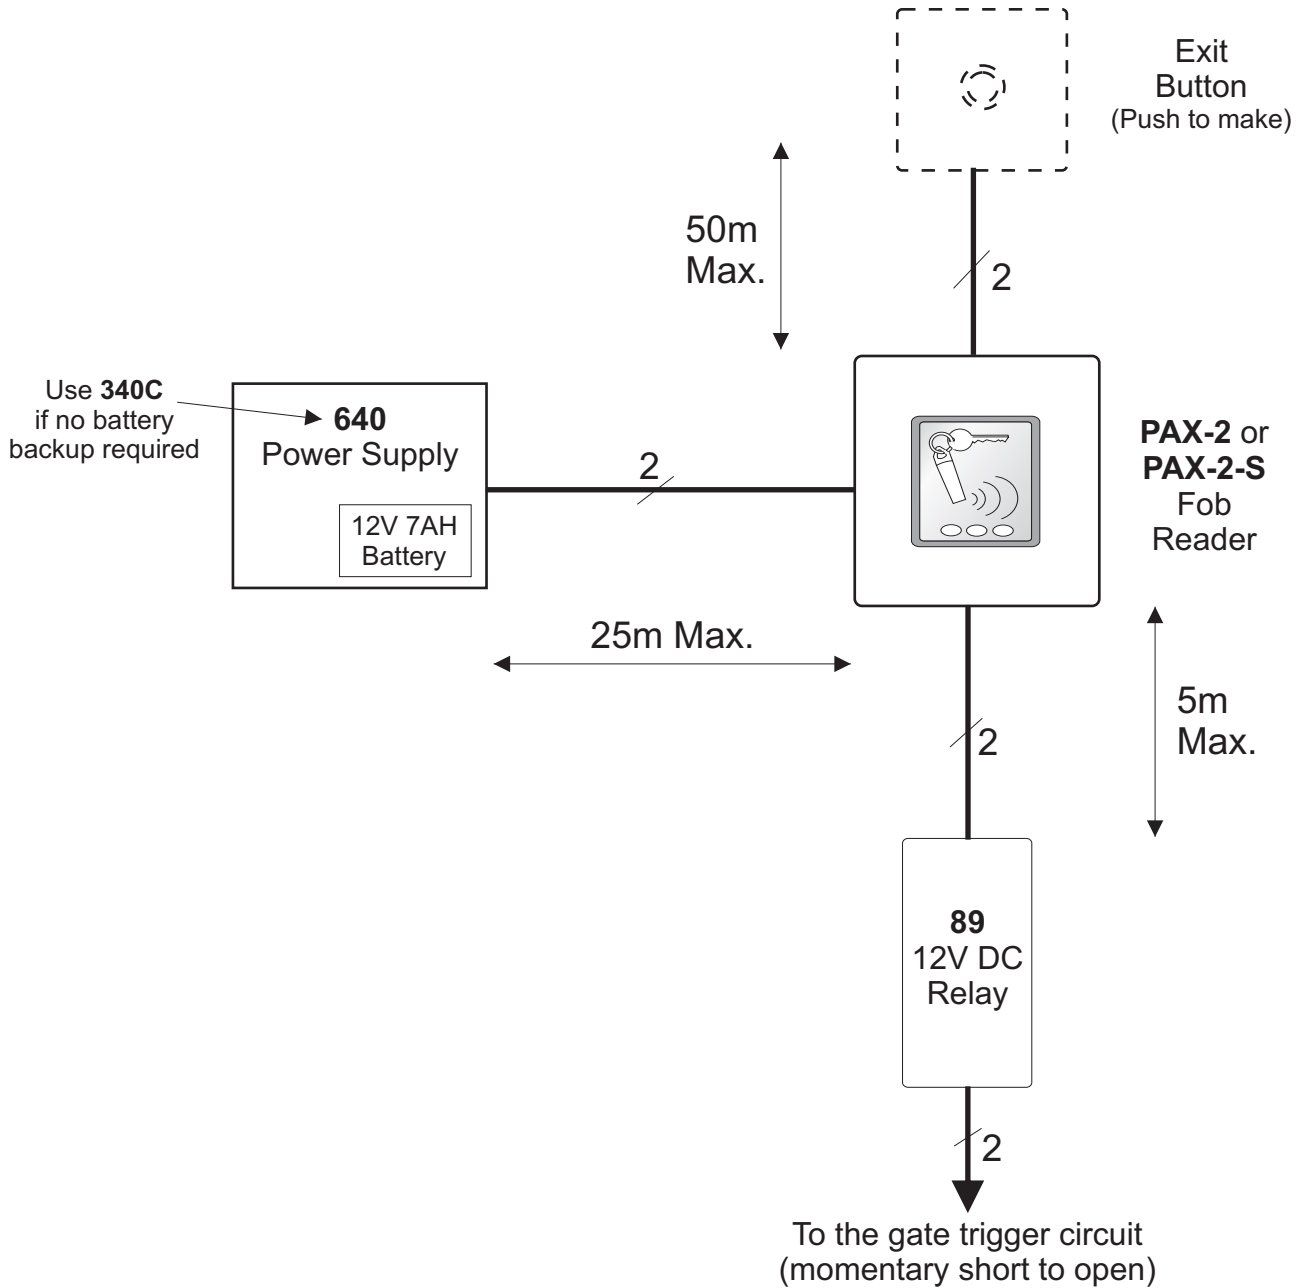 Exit
Button
(Push to make)
50m
Max.
2
Use 340C
if no battery
backup required
640
Power Supply
12V 7AH
Battery
2
PAX-2 or
PAX-2-S
Fob
Reader
25m Max.
5m
Max.
2
89
12V DC
Relay
2
To the gate trigger circuit
(momentary short to open)